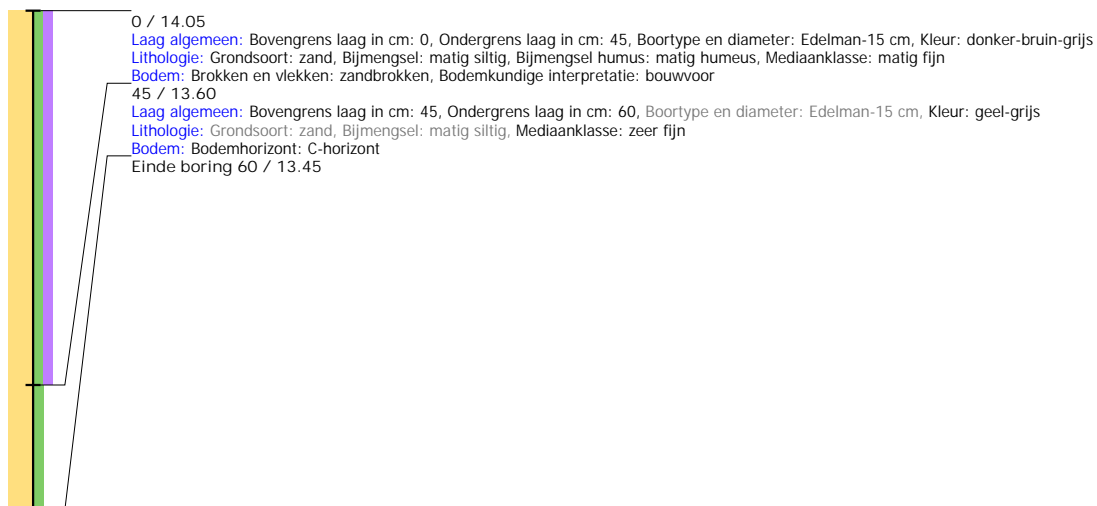 0 / 14.05
Laag algemeen: Bovengrens laag in cm: 0, Ondergrens laag in cm: 45, Boortype en diameter: Edelman-15 cm, Kleur: donker-bruin-grijs
Lithologie: Grondsoort: zand, Bijmengsel: matig siltig, Bijmengsel humus: matig humeus, Mediaanklasse: matig fijn
Bodem: Brokken en vlekken: zandbrokken, Bodemkundige interpretatie: bouwvoor
45 / 13.60
Laag algemeen: Bovengrens laag in cm: 45, Ondergrens laag in cm: 60, Boortype en diameter: Edelman-15 cm, Kleur: geel-grijs
Lithologie: Grondsoort: zand, Bijmengsel: matig siltig, Mediaanklasse: zeer fijn
Bodem: Bodemhorizont: C-horizont
Einde boring 60 / 13.45